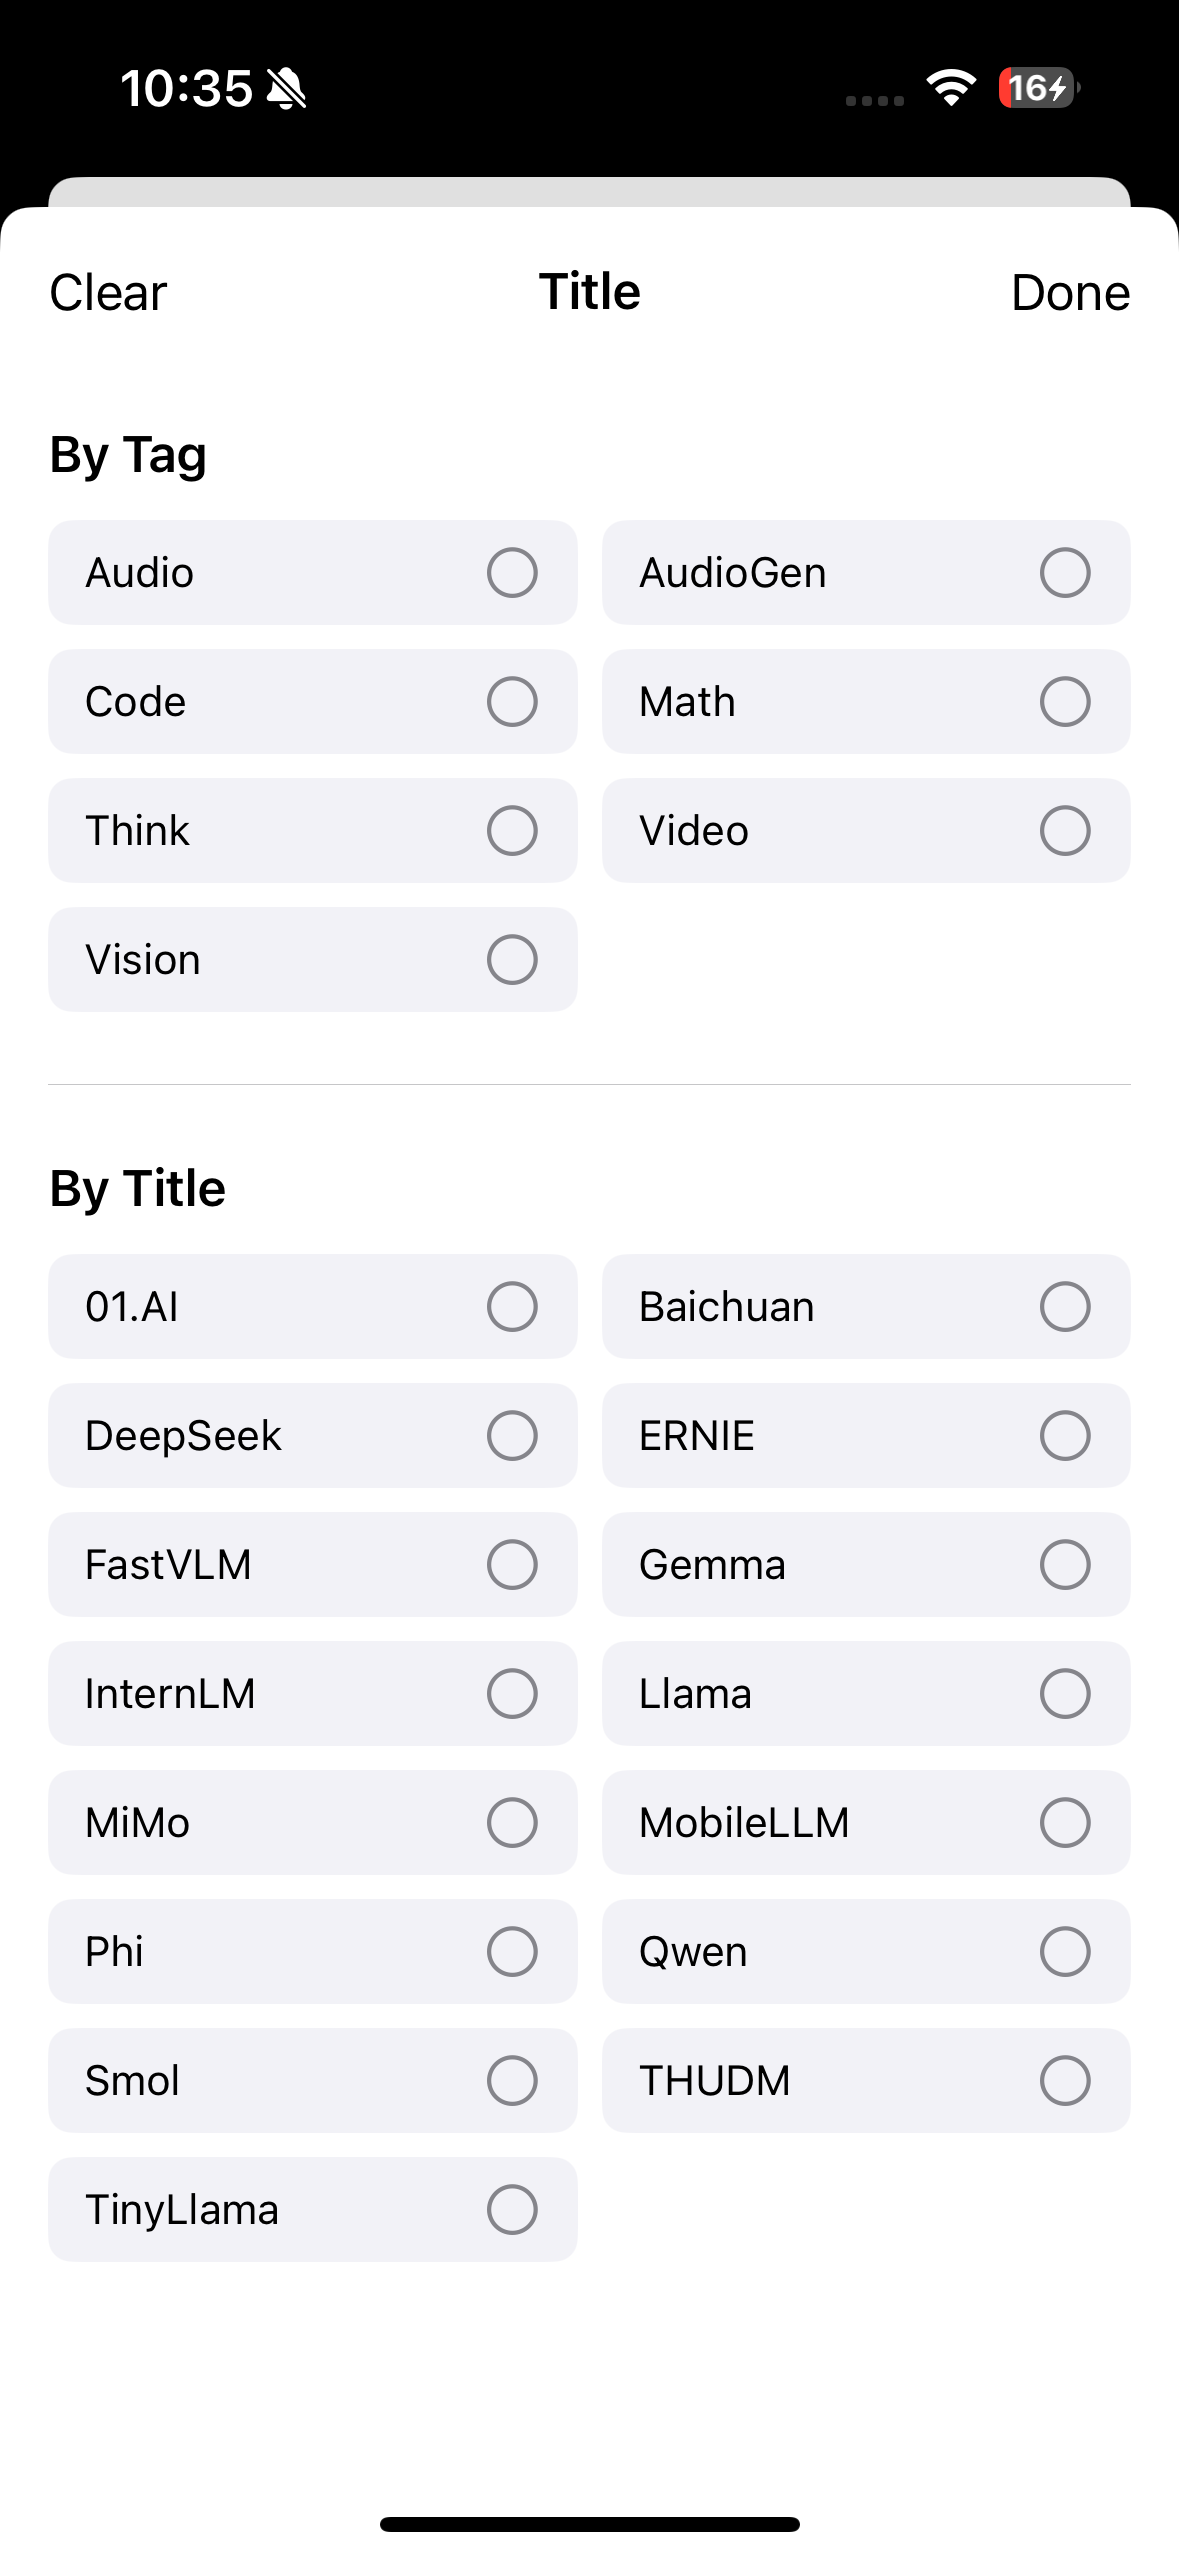 10:35
16
Clear Title Done
By Tag
Audio AudioGen
Code Math
Think Video
Vision
By Title
01.AI Baichuan
DeepSeek ERNIE
FastVLM Gemma
InternLM Llama
MiMo MobileLLM
Phi Qwen
Smol THUDM
TinyLlama